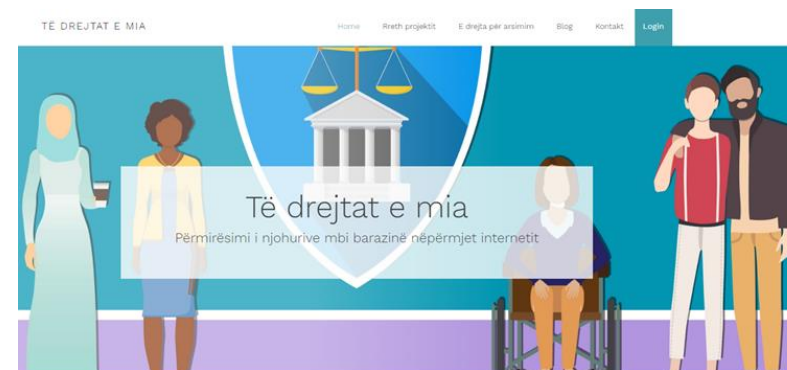 TË DREJTAT E MIA
Home Rreth projektit E drejta për arsimim Blog Kontakt Login
Të drejtat e mia
Përmirësimi i njohurive mbi barazinë nëpërmjet internetit